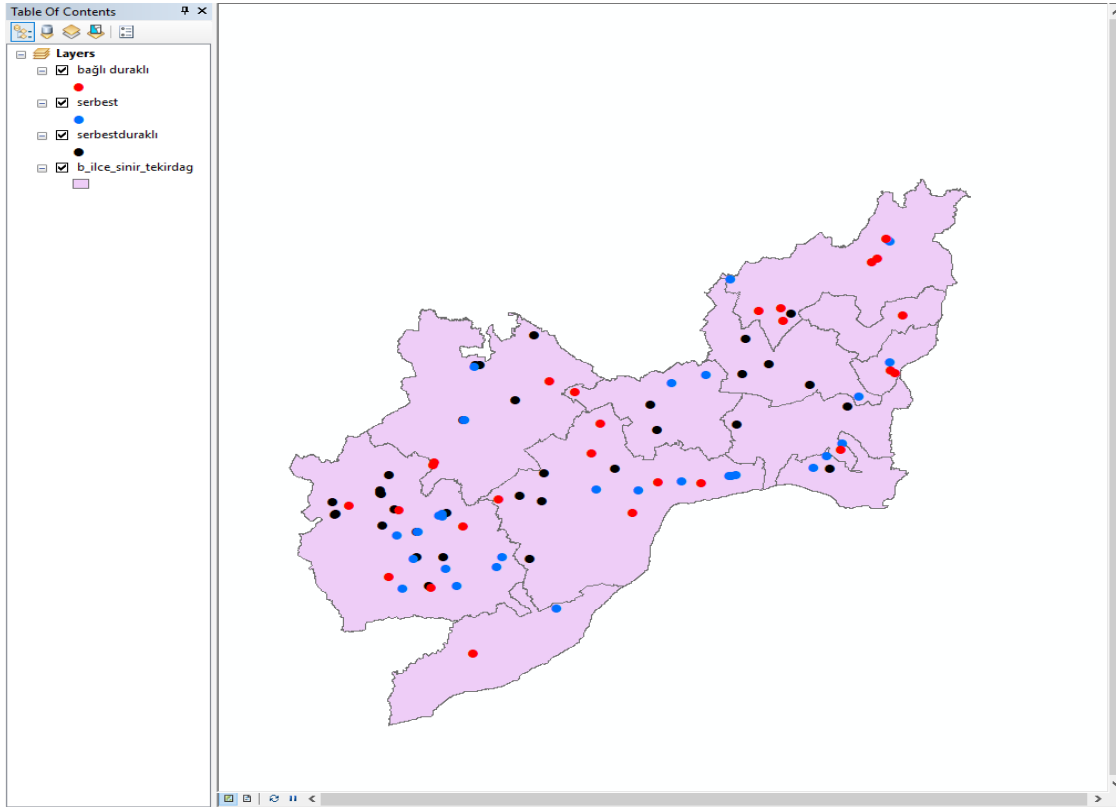 Table Of Contents
Layers
bağlı duraklı
serbest
serbestduraklı
b_ilce_sinir_tekirdag